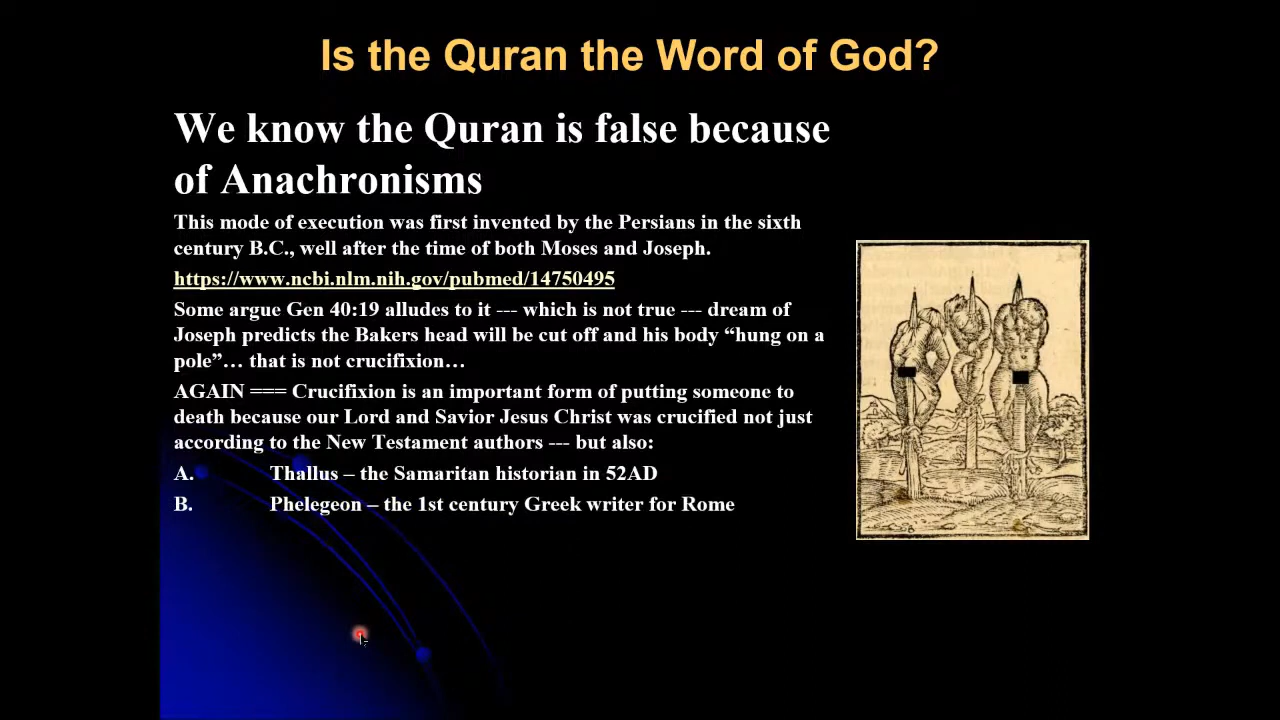 Is the Quran the Word of God?
We know the Quran is false because
of Anachronisms
This mode of execution was first invented by the Persians in the sixth
century B.C., well after the time of both Moses and Joseph.
https://www.ncbi.nlm.nih.gov/pubmed/14750495
Some argue Gen 40:19 alludes to it --- which is not true --- dream of
Joseph predicts the Bakers head will be cut off and his body “hung on a
pole”… that is not crucifixion…
AGAIN === Crucifixion is an important form of putting someone to
death because our Lord and Savior Jesus Christ was crucified not just
according to the New Testament authors --- but also:
A. Thallus – the Samaritan historian in 52AD
B. Phelegeon – the 1st century Greek writer for Rome